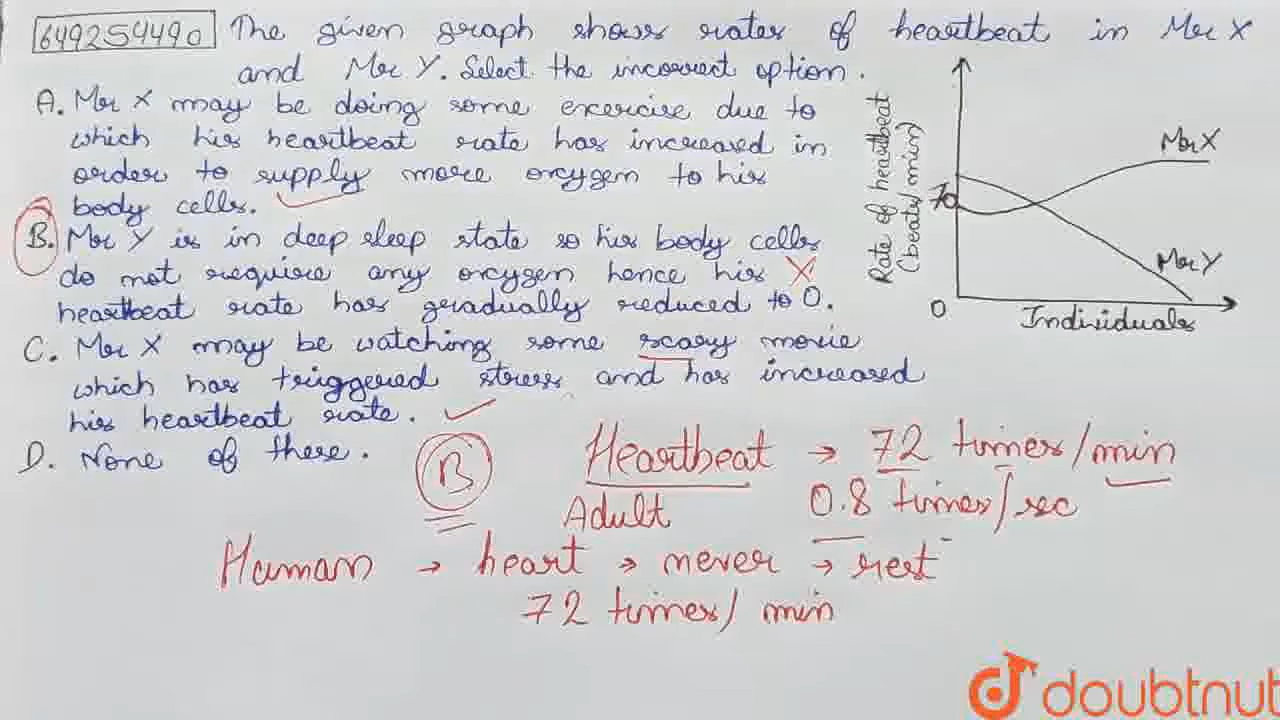 6492S4490 The given graph shows rates of heartbeat in Mr X
and Mr Y. Select the incorrect option.
A. Mr X may be doing some exercise due to
which his heartbeat rate has increased in
order to supply more oxygen to his
body cells.
B. Mr Y is in deep sleep state so his body cells
do not require any oxygen hence his
heartbeat rate has gradually reduced to 0.
C. Mr X may be watching some scary movie
which has triggered stress and has increased
his heartbeat rate.
D. None of these.
Rate of heartbeat
(beats/min)
70
0
Mr X
Mr Y
Individuals
B
Heartbeat → 72 times/min
Adult 0.8 times/sec
Human → heart → never → rest
72 times/min
doubtnut